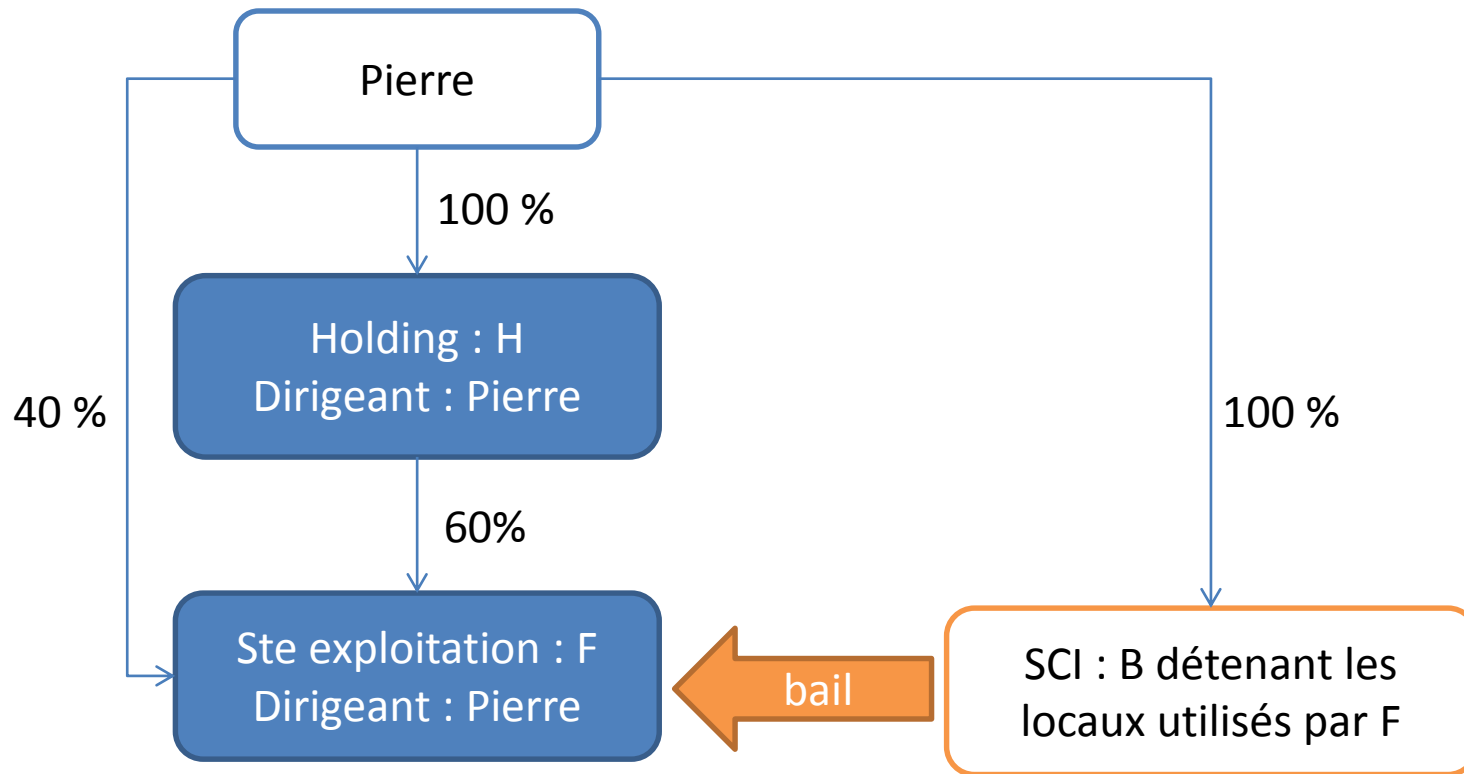 Pierre
100 %
Holding : H
Dirigeant : Pierre
40 %
100 %
60%
Ste exploitation : F
Dirigeant : Pierre
bail
SCI : B détenant les
locaux utilisés par F